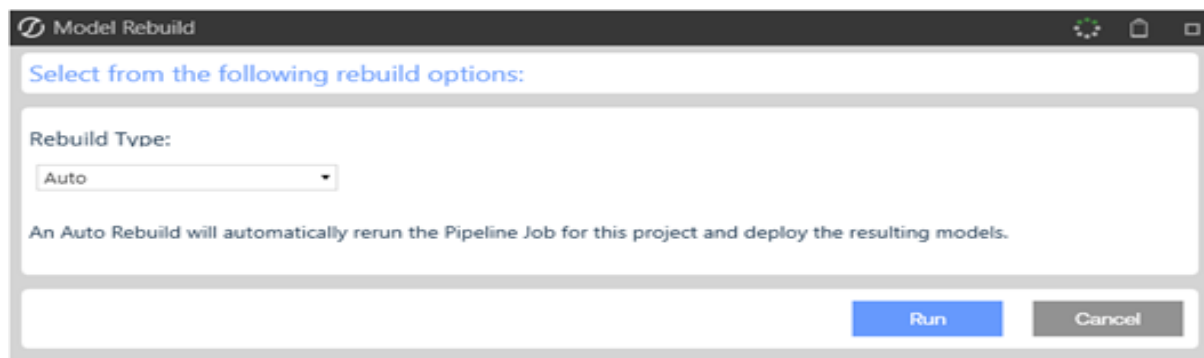 Model Rebuild
Select from the following rebuild options:
Rebuild Type:
Auto
An Auto Rebuild will automatically rerun the Pipeline Job for this project and deploy the resulting models.
Run
Cancel